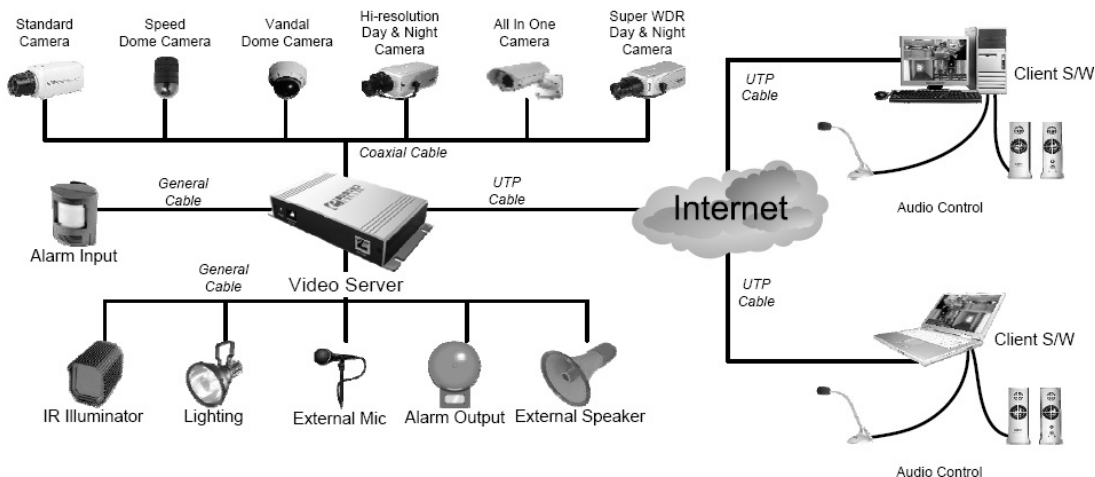 Standard
Camera
Speed
Dome Camera
Vandal
Dome Camera
Hi-resolution
Day & Night
Camera
All In One
Camera
Super WDR
Day & Night
Camera
Coaxial Cable
General
Cable
UTP
Cable
Alarm Input
Video Server
General
Cable
IR Illuminator
Lighting
External Mic
Alarm Output
External Speaker
Internet
UTP
Cable
Client S/W
Audio Control
UTP
Cable
Client S/W
Audio Control